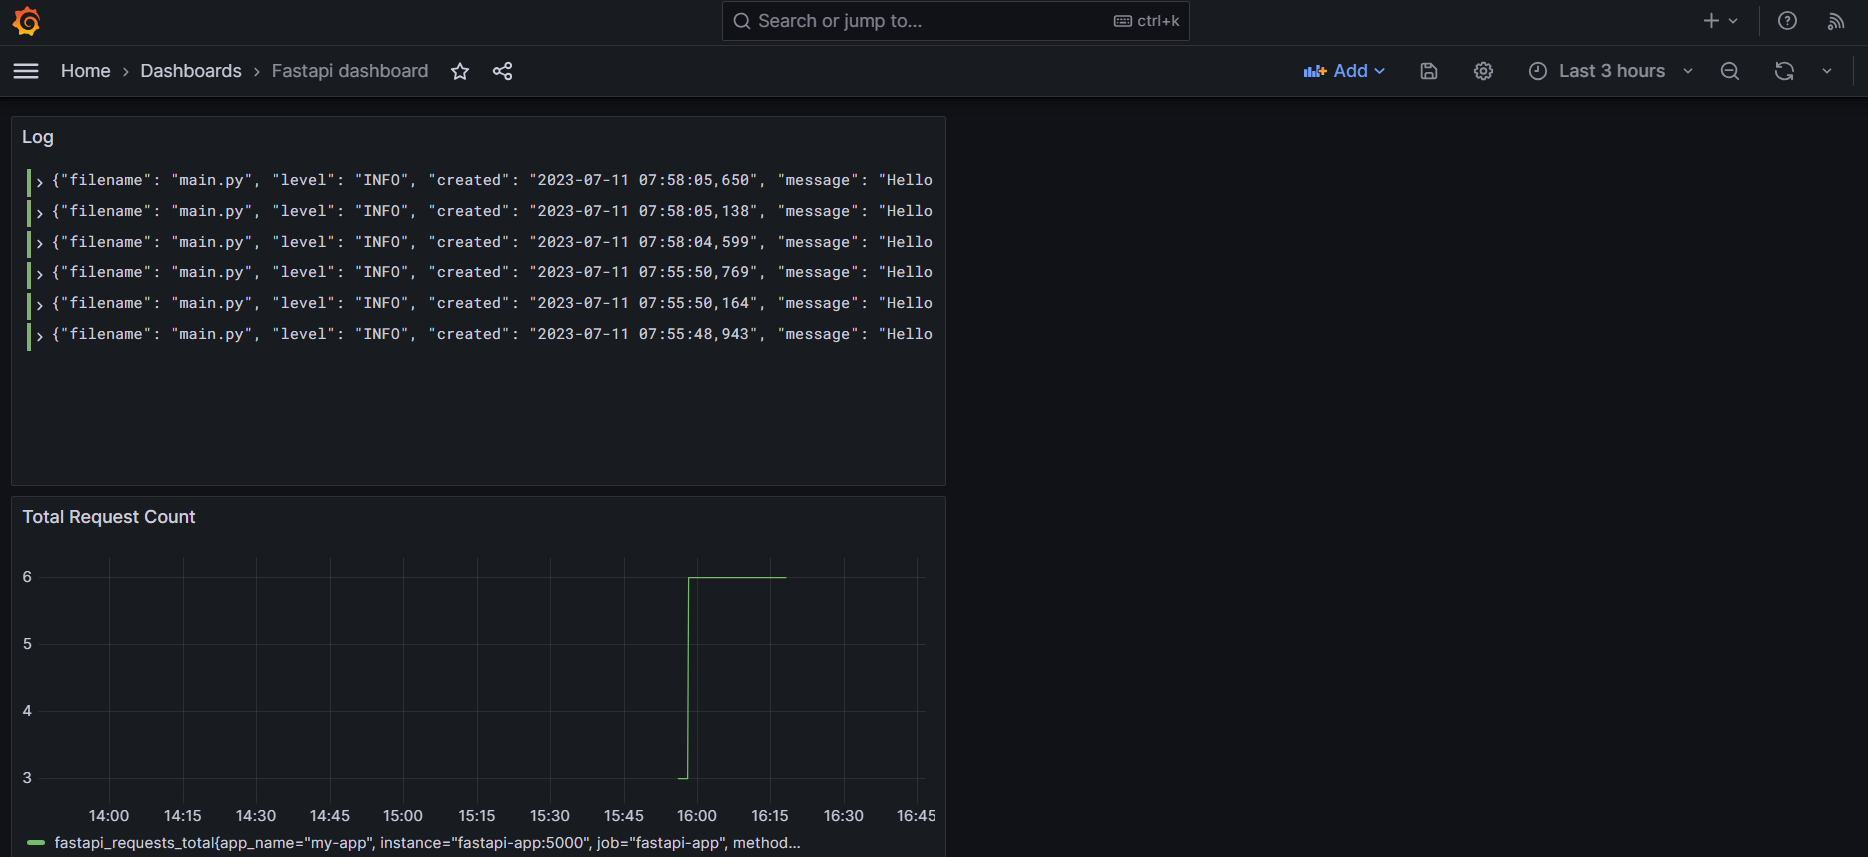 Search or jump to... ctrl+k
Home › Dashboards › Fastapi dashboard
Add
Last 3 hours
Log
› {"filename": "main.py", "level": "INFO", "created": "2023-07-11 07:58:05,650", "message": "Hello
› {"filename": "main.py", "level": "INFO", "created": "2023-07-11 07:58:05,138", "message": "Hello
› {"filename": "main.py", "level": "INFO", "created": "2023-07-11 07:58:04,599", "message": "Hello
› {"filename": "main.py", "level": "INFO", "created": "2023-07-11 07:55:50,769", "message": "Hello
› {"filename": "main.py", "level": "INFO", "created": "2023-07-11 07:55:50,164", "message": "Hello
› {"filename": "main.py", "level": "INFO", "created": "2023-07-11 07:55:48,943", "message": "Hello
Total Request Count
6
5
4
3
14:00 14:15 14:30 14:45 15:00 15:15 15:30 15:45 16:00 16:15 16:30 16:45
fastapi_requests_total{app_name="my-app", instance="fastapi-app:5000", job="fastapi-app", method...